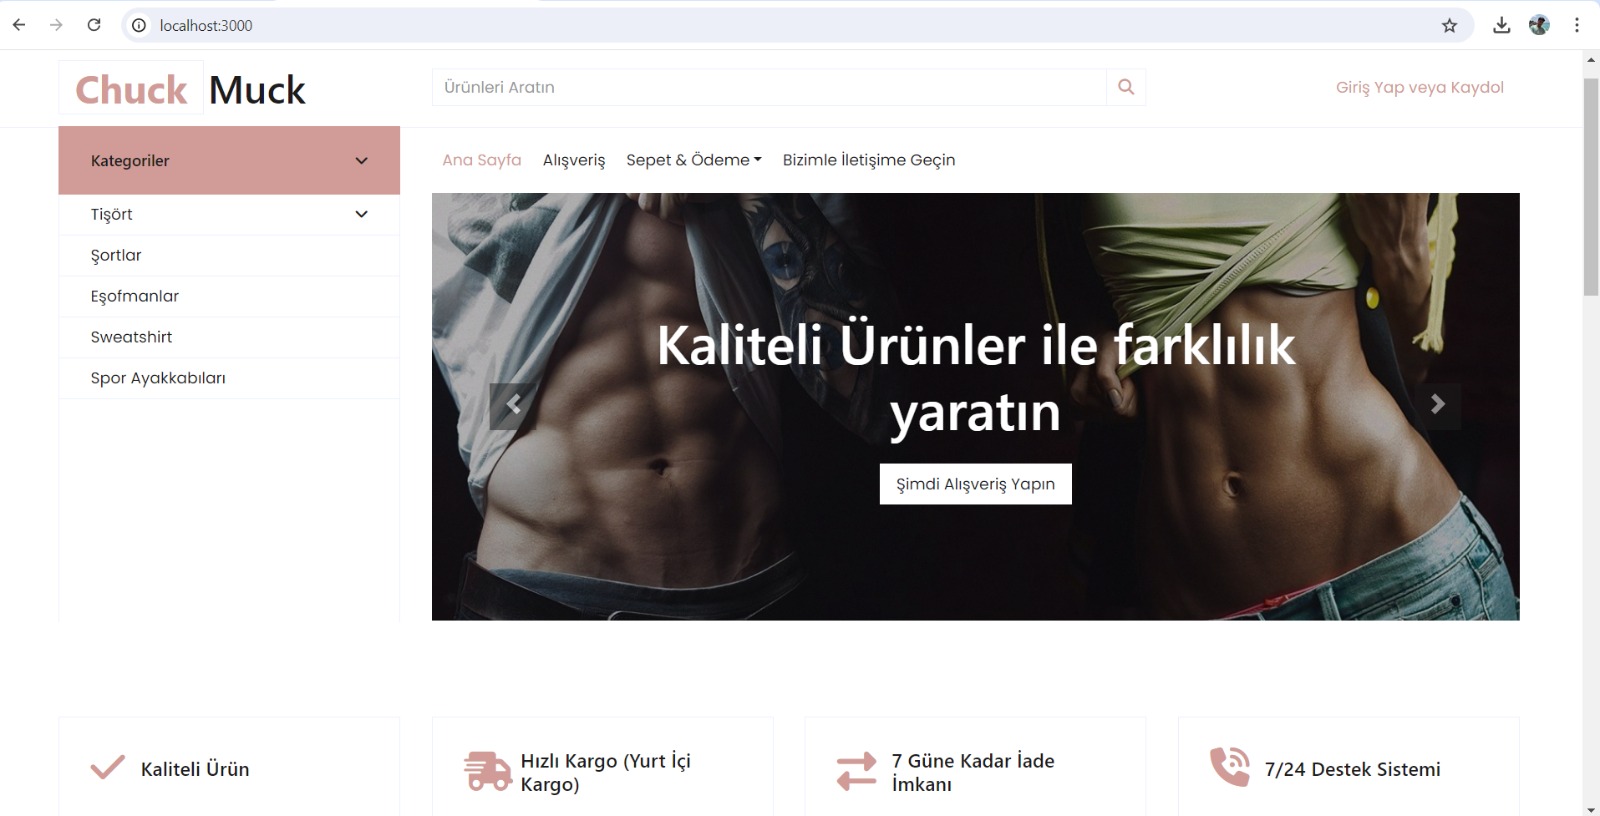 localhost:3000
Chuck Muck
Ürünleri Aratın
Giriş Yap veya Kaydol
Kategoriler
Ana Sayfa
Alışveriş
Sepet & Ödeme
Bizimle İletişime Geçin
Tişört
Şortlar
Eşofmanlar
Sweatshirt
Spor Ayakkabıları
Kaliteli Ürünler ile farklılık
yaratın
Şimdi Alışveriş Yapın
Kaliteli Ürün
Hızlı Kargo (Yurt İçi
Kargo)
7 Güne Kadar İade
İmkanı
7/24 Destek Sistemi